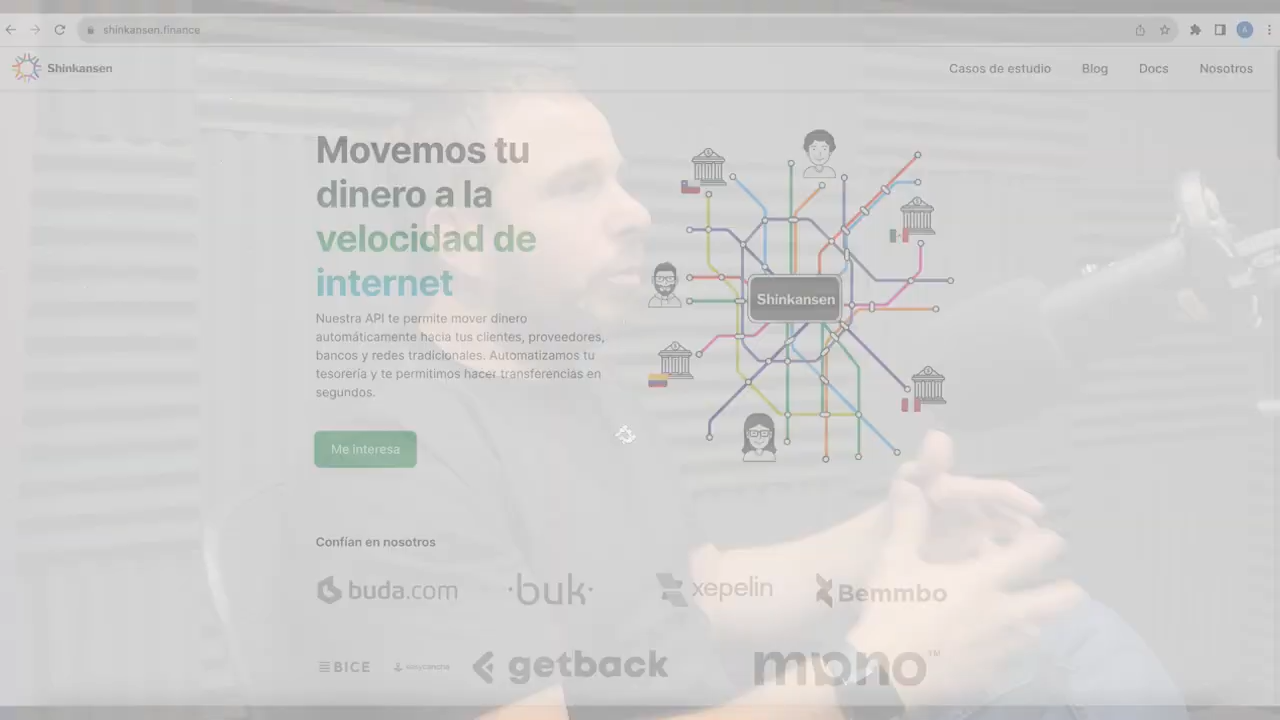 shinkansen.finance
A
Shinkansen
Casos de estudio
Blog
Docs
Nosotros
Movemos tu
dinero a la
velocidad de
internet
Nuestra API te permite mover dinero
automáticamente hacia tus clientes, proveedores,
bancos y redes tradicionales. Automatizamos tu
tesorería y te permitimos hacer transferencias en
segundos.
Me interesa
Shinkansen
Confían en nosotros
buda.com
·buk·
xepelin
Bemmbo
BICE
easycancha
getback
mono™